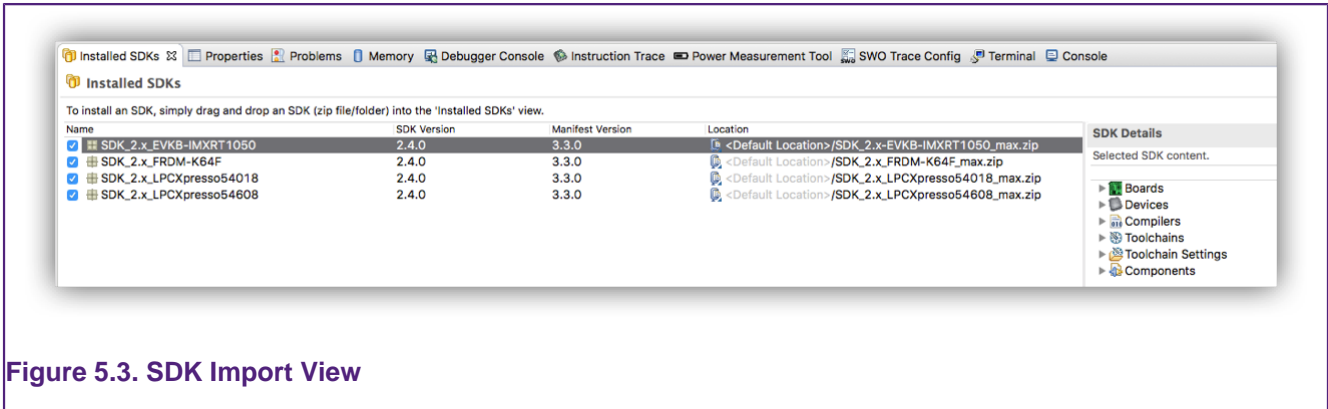 Installed SDKs Properties Problems Memory Debugger Console Instruction Trace Power Measurement Tool SWO Trace Config Terminal Console
Installed SDKs
To install an SDK, simply drag and drop an SDK (zip file/folder) into the 'Installed SDKs' view.
Name SDK Version Manifest Version Location
SDK_2.x_EVKB-IMXRT1050 2.4.0 3.3.0 <Default Location>/SDK_2.x-EVKB-IMXRT1050_max.zip
SDK_2.x_FRDM-K64F 2.4.0 3.3.0 <Default Location>/SDK_2.x_FRDM-K64F_max.zip
SDK_2.x_LPCXpresso54018 2.4.0 3.3.0 <Default Location>/SDK_2.x_LPCXpresso54018_max.zip
SDK_2.x_LPCXpresso54608 2.4.0 3.3.0 <Default Location>/SDK_2.x_LPCXpresso54608_max.zip
SDK Details
Selected SDK content.
Boards
Devices
Compilers
Toolchains
Toolchain Settings
Components
Figure 5.3. SDK Import View